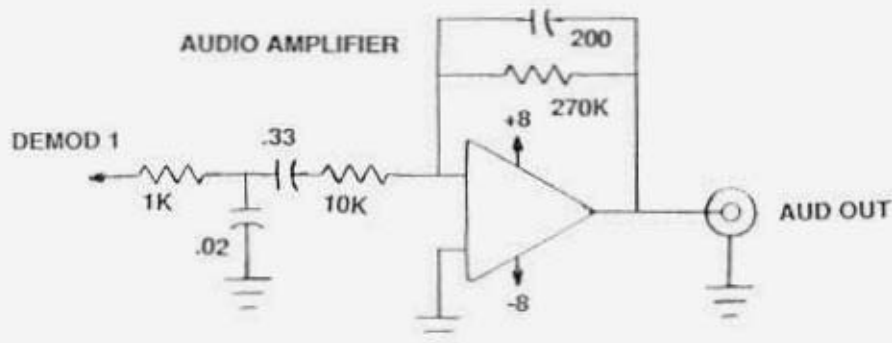 AUDIO AMPLIFIER
200
270K
DEMOD 1
.33
+8
1K
10K
AUD OUT
.02
-8